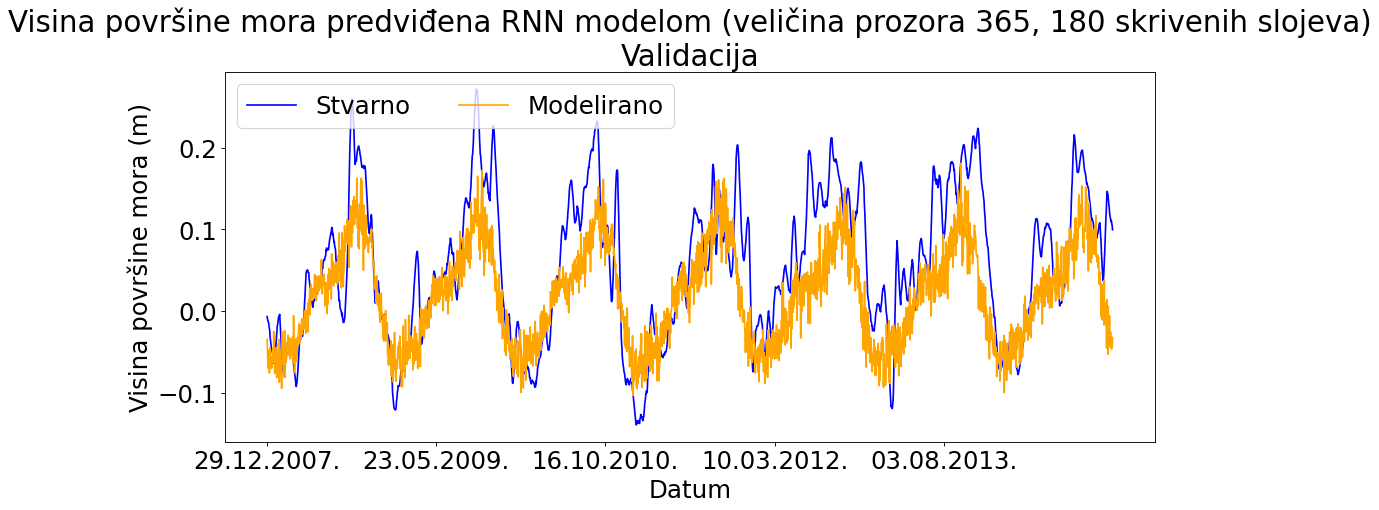 Visina površine mora predviđena RNN modelom (veličina prozora 365, 180 skrivenih slojeva)
Validacija
Stvarno
Modelirano
Visina površine mora (m)
0.2
0.1
0.0
−0.1
29.12.2007.
23.05.2009.
16.10.2010.
10.03.2012.
03.08.2013.
Datum